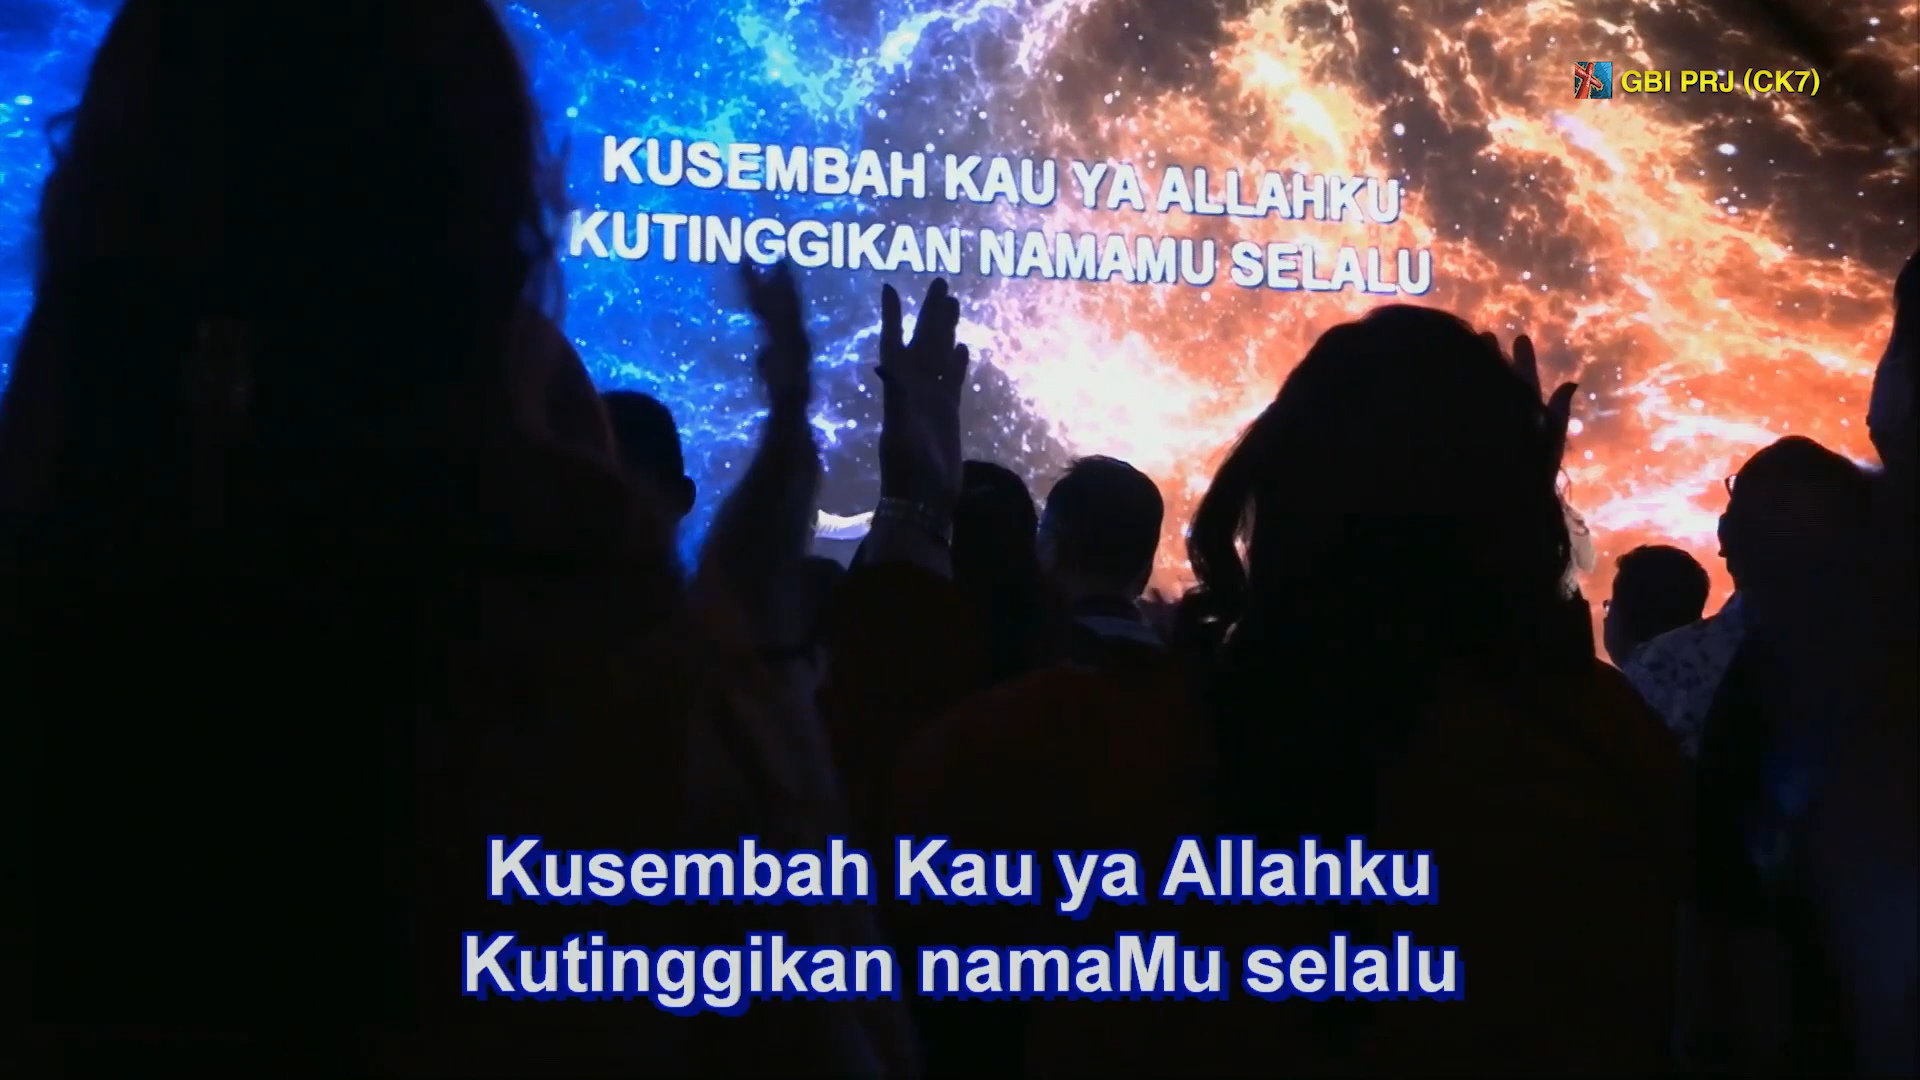 GBI PRJ (CK7)
KUSEMBAH KAU YA ALLAHKU
KUTINGGIKAN NAMAMU SELALU
Kusembah Kau ya Allahku
Kutinggikan namaMu selalu